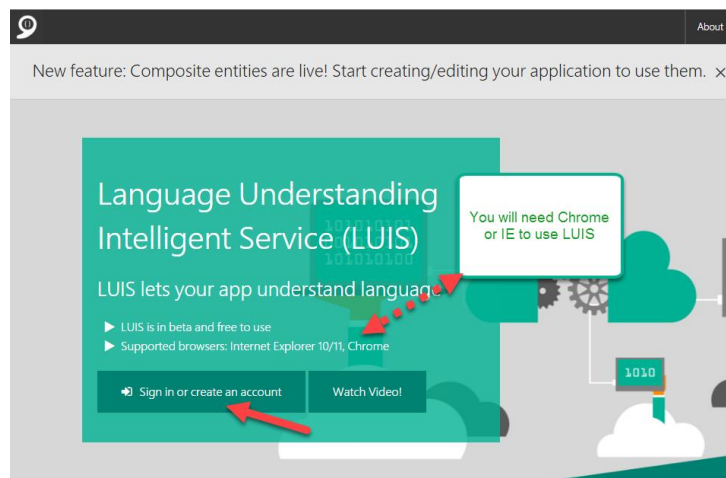 About
New feature: Composite entities are live! Start creating/editing your application to use them. ×
Language Understanding
Intelligent Service (LUIS)
LUIS lets your app understand language
LUIS is in beta and free to use
Supported browsers: Internet Explorer 10/11, Chrome
Sign in or create an account
Watch Video!
You will need Chrome
or IE to use LUIS
1010
101010101
101010100